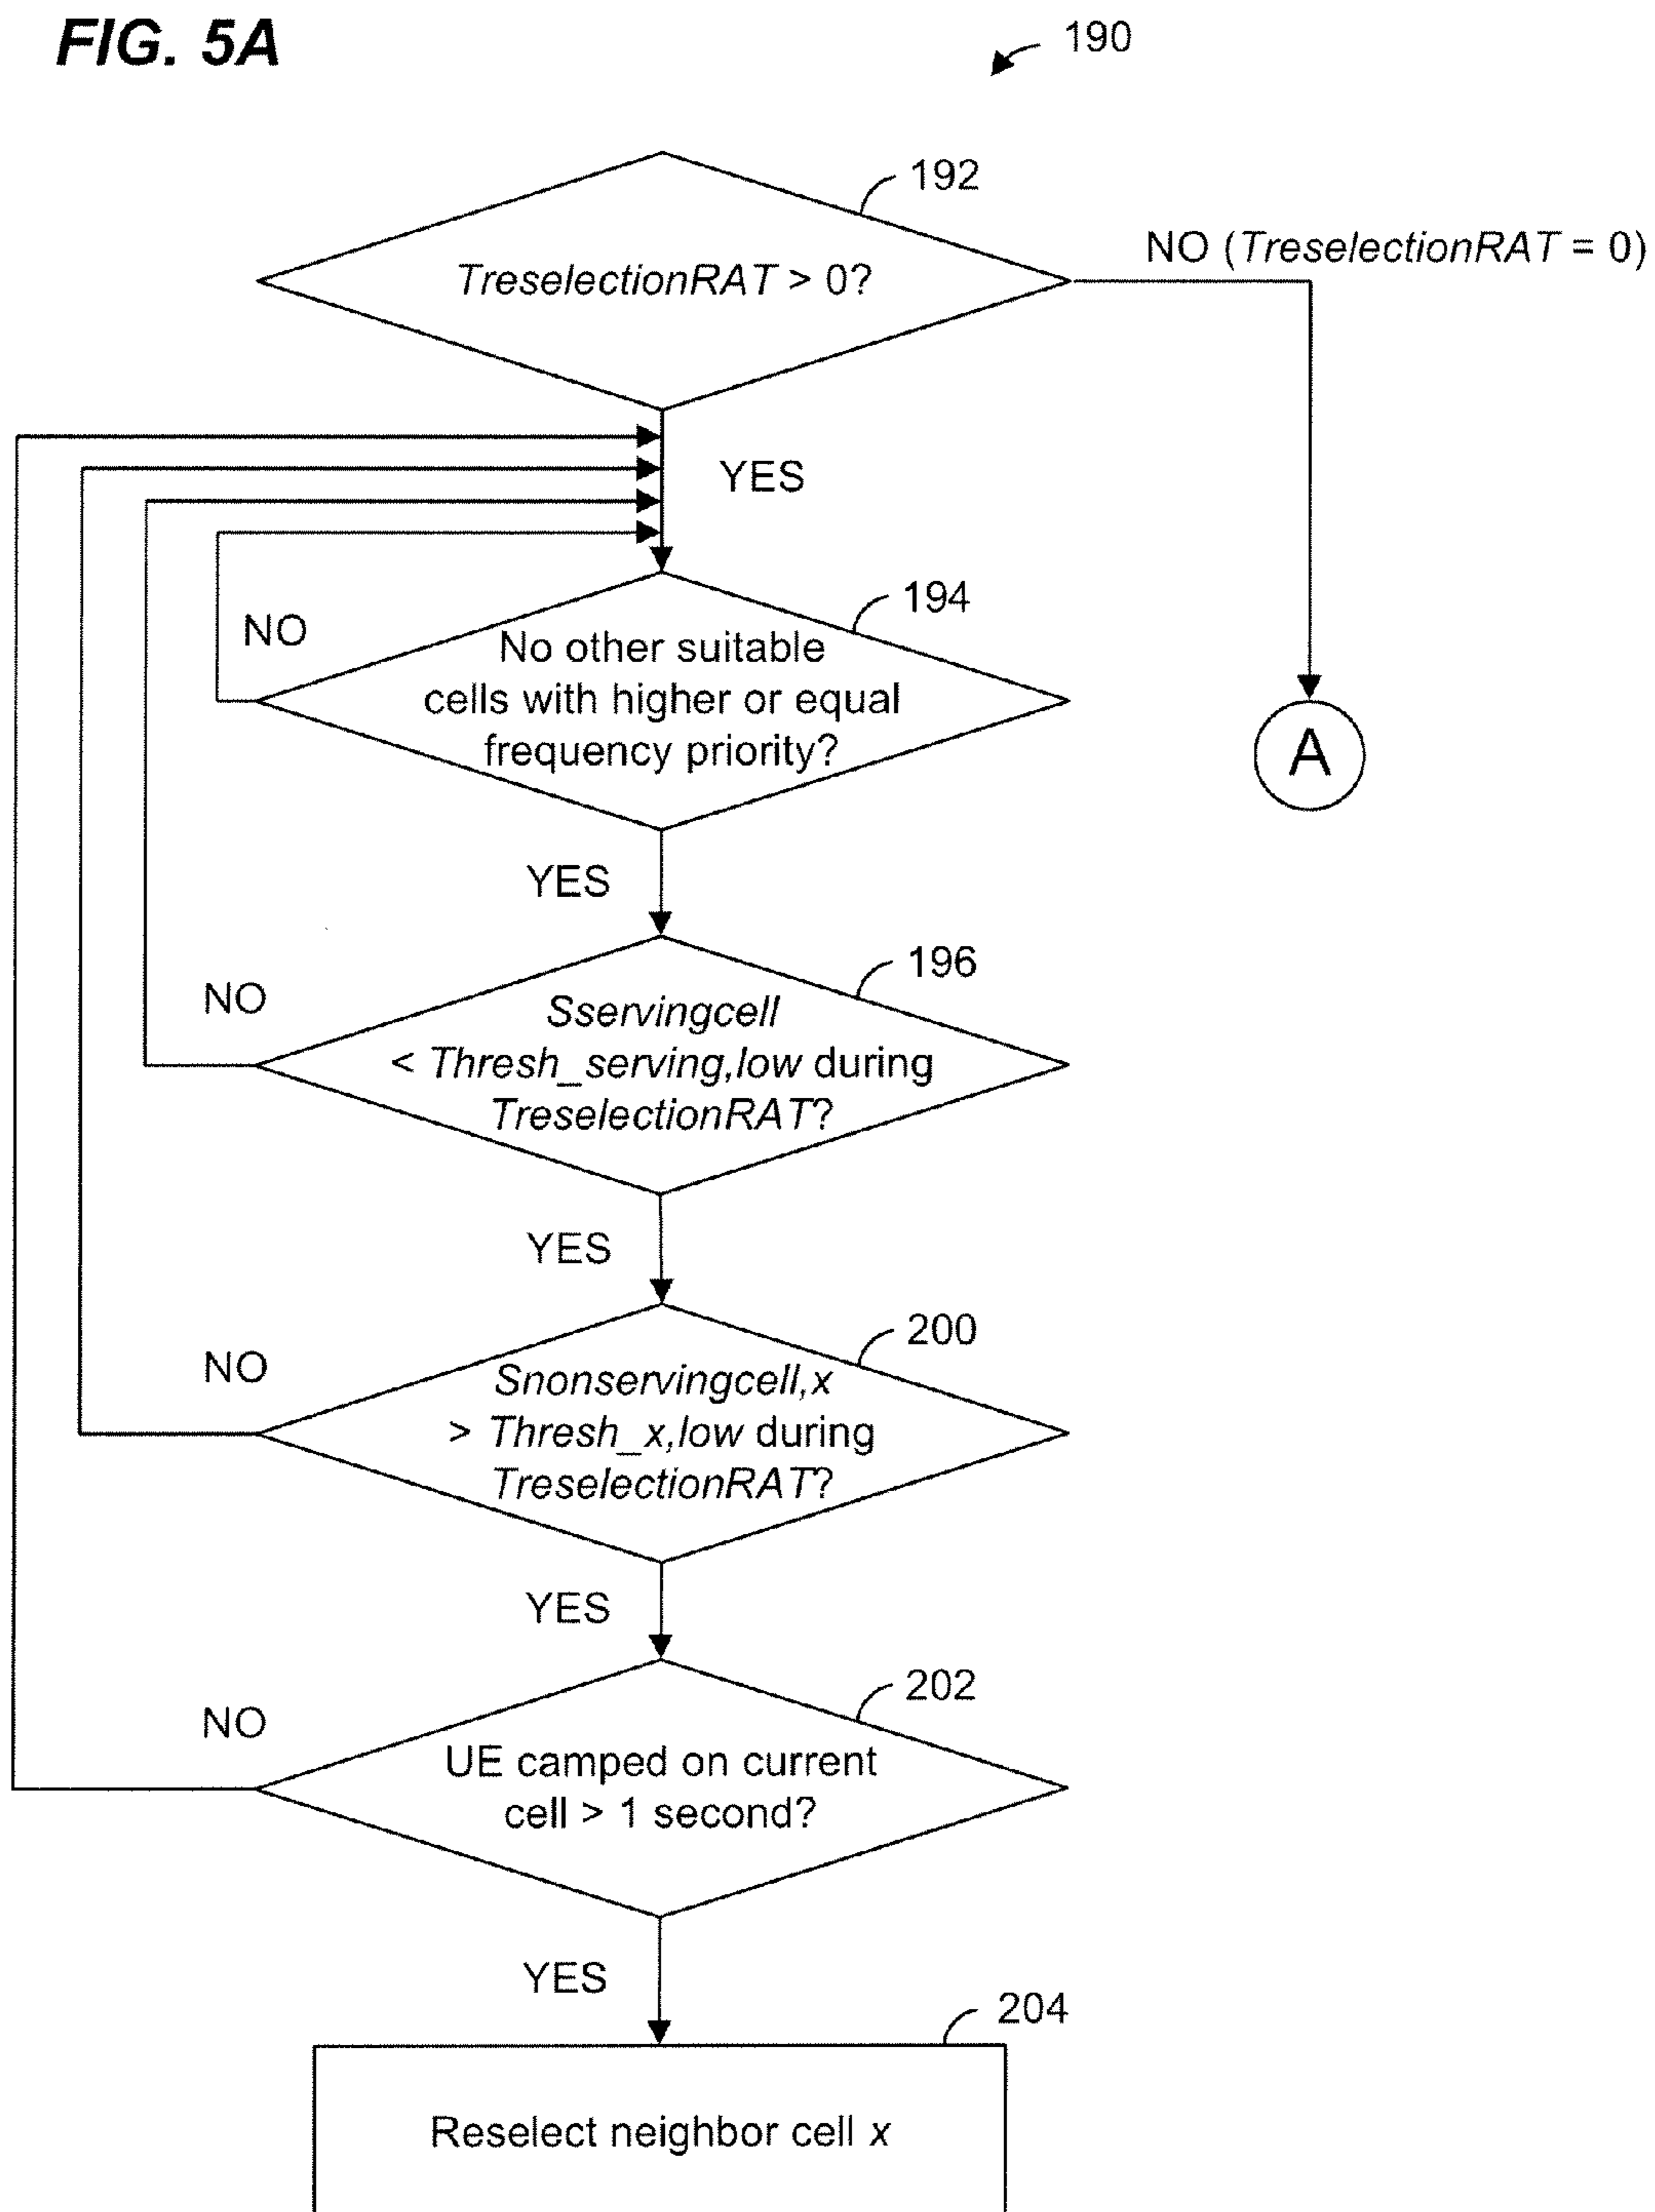 FIG. 5A
190
192
TreselectionRAT > 0?
NO (TreselectionRAT = 0)
YES
194
NO
No other suitable
cells with higher or equal
frequency priority?
A
YES
196
NO
Sservingcell
< Thresh_serving,low during
TreselectionRAT?
YES
200
NO
Snonservingcell,x
> Thresh_x,low during
TreselectionRAT?
YES
202
NO
UE camped on current
cell > 1 second?
YES
204
Reselect neighbor cell x